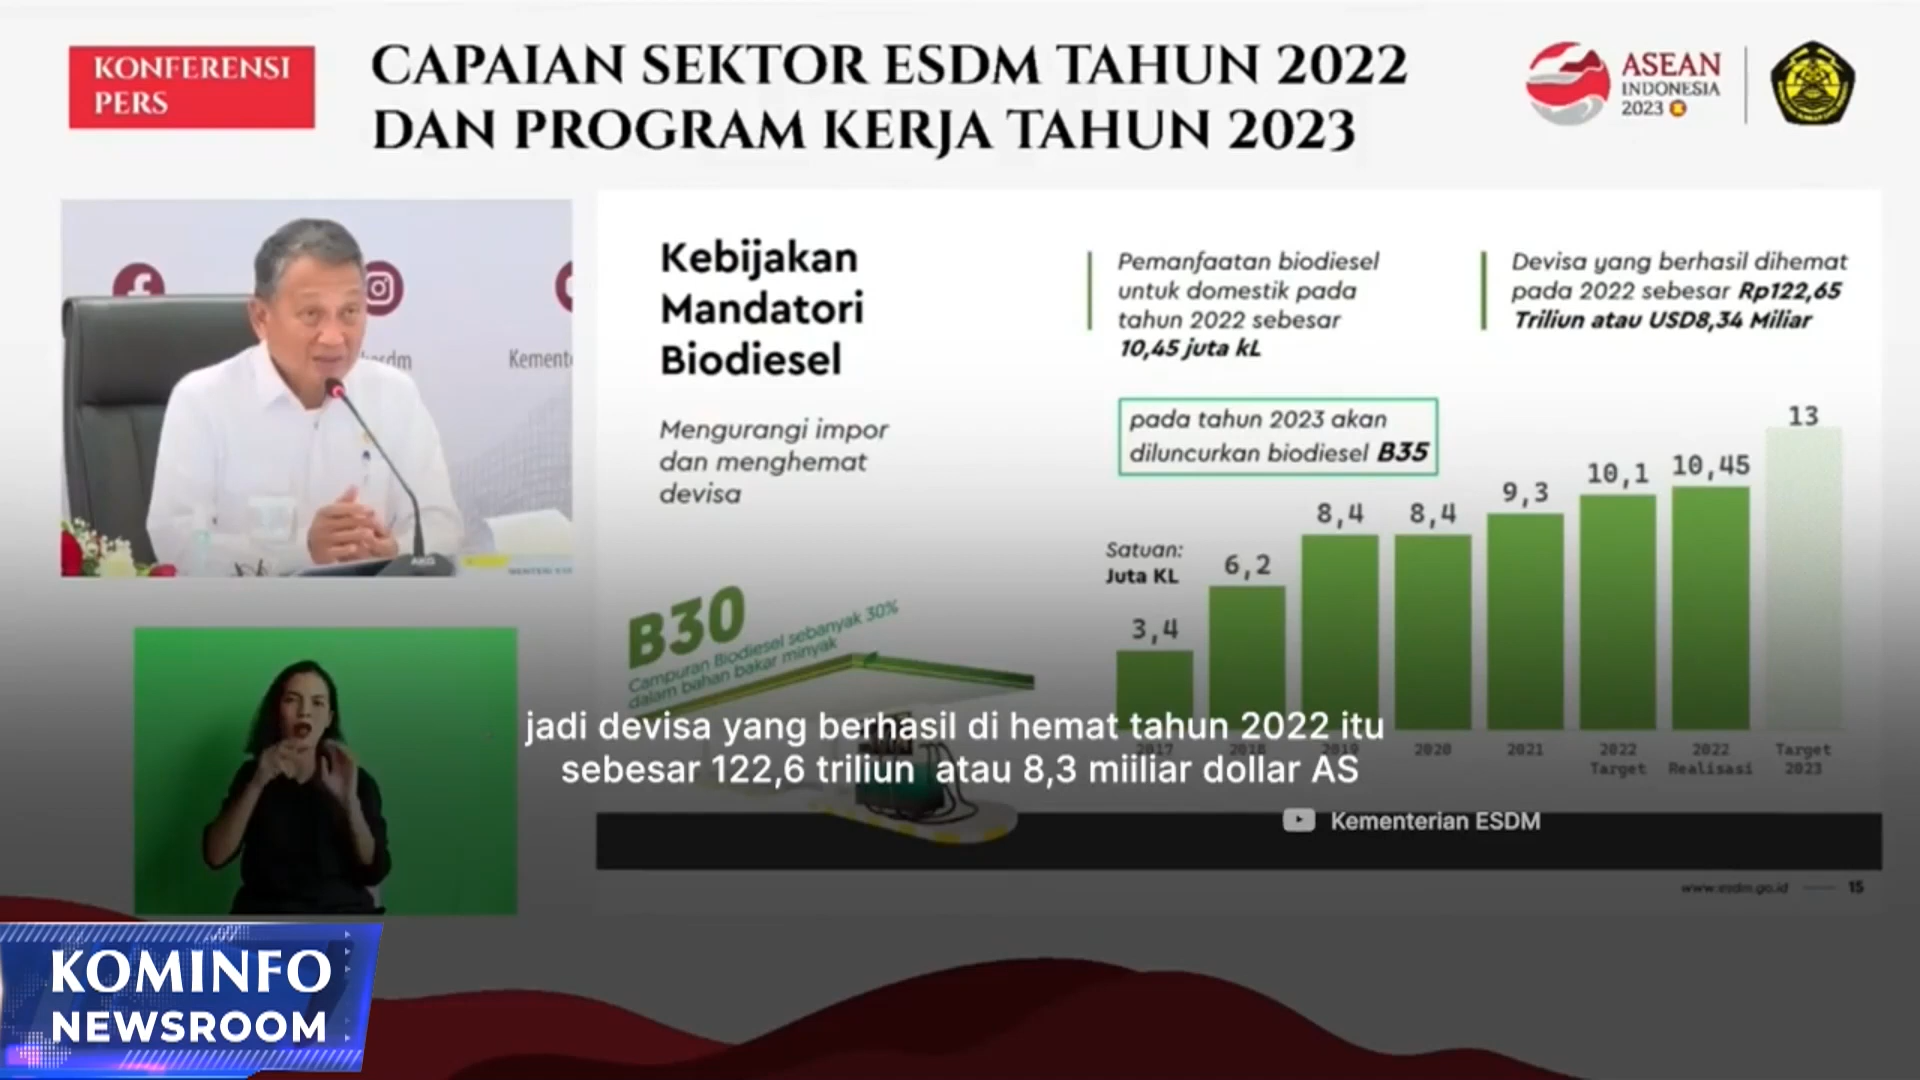 KONFERENSI
PERS
CAPAIAN SEKTOR ESDM TAHUN 2022
DAN PROGRAM KERJA TAHUN 2023
ASEAN
INDONESIA
2023
Kebijakan
Mandatori
Biodiesel
Mengurangi impor
dan menghemat
devisa
Pemanfaatan biodiesel
untuk domestik pada
tahun 2022 sebesar
10,45 juta kL
Devisa yang berhasil dihemat
pada 2022 sebesar Rp122,65
Triliun atau USD8,34 Miliar
pada tahun 2023 akan
diluncurkan biodiesel B35
Satuan:
Juta KL
3,4
6,2
8,4
8,4
9,3
10,1
10,45
13
2017
2018
2019
2020
2021
2022
Target
2022
Realisasi
Target
2023
B30
Campuran Biodiesel sebanyak 30%
dalam bahan bakar minyak
Kemente
AKG
jadi devisa yang berhasil di hemat tahun 2022 itu
sebesar 122,6 triliun atau 8,3 miiliar dollar AS
Kementerian ESDM
www.esdm.go.id
15
KOMINFO
NEWSROOM